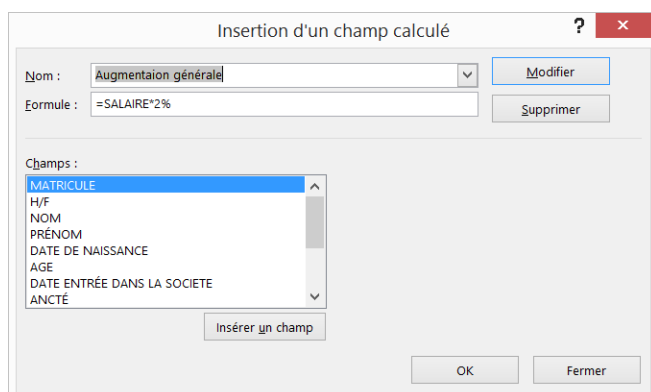 Insertion d'un champ calculé
? ×
Nom : Augmentaion générale Modifier
Formule : =SALAIRE*2% Supprimer
Champs :
MATRICULE
H/F
NOM
PRÉNOM
DATE DE NAISSANCE
AGE
DATE ENTRÉE DANS LA SOCIETE
ANCTÉ
Insérer un champ
OK Fermer